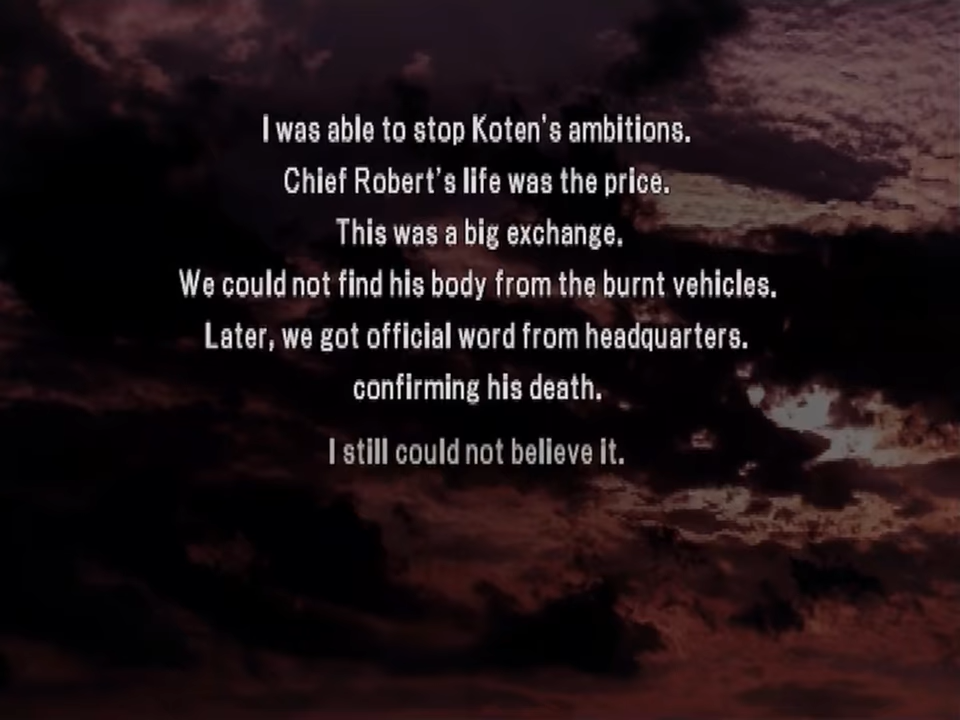 I was able to stop Koten's ambitions.
Chief Robert's life was the price.
This was a big exchange.
We could not find his body from the burnt vehicles.
Later, we got official word from headquarters.
confirming his death.
I still could not believe it.